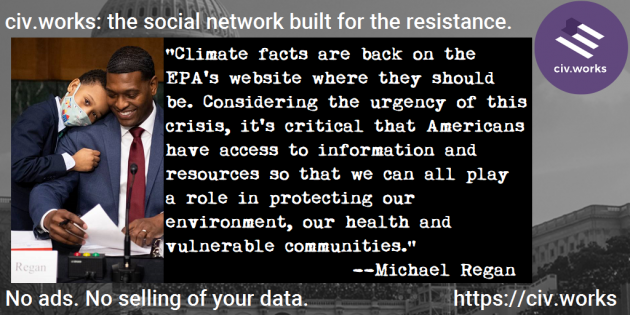 civ.works: the social network built for the resistance.
civ.works
"Climate facts are back on the
EPA's website where they should
be. Considering the urgency of this
crisis, it's critical that Americans
have access to information and
resources so that we can all play
a role in protecting our
environment, our health and
vulnerable communities."
--Michael Regan
Regan
No ads. No selling of your data.
https://civ.works